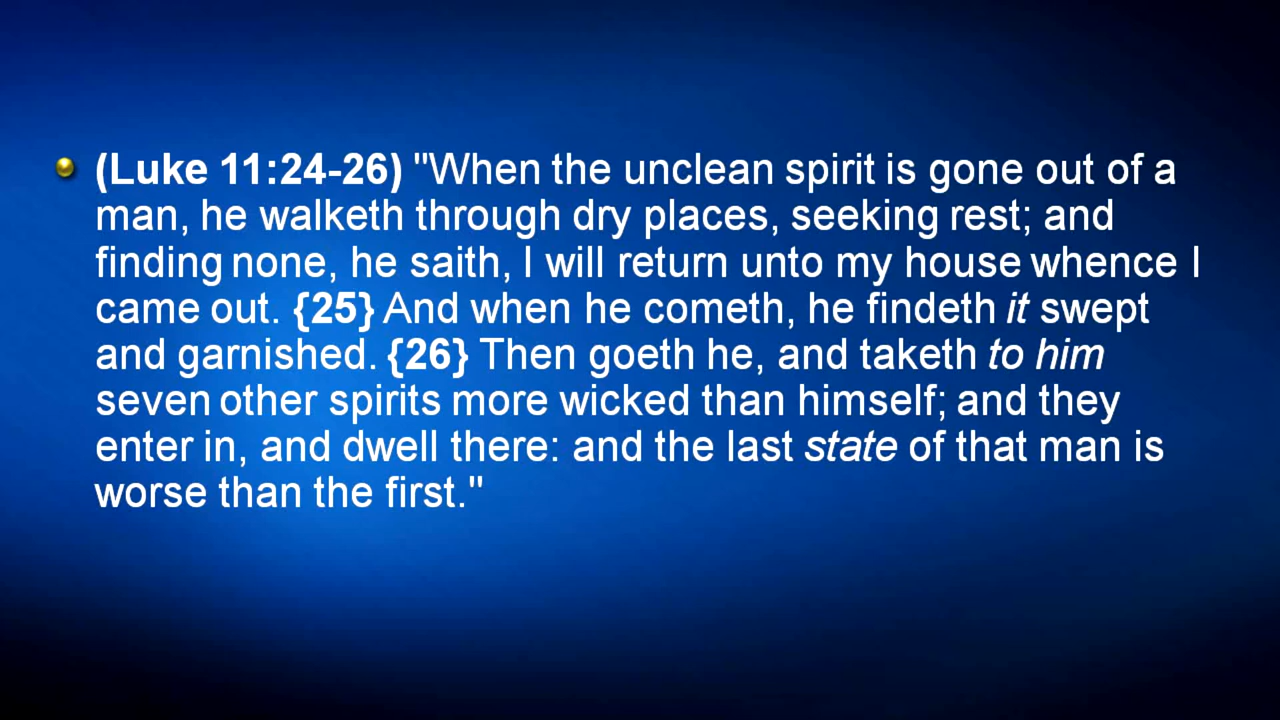 (Luke 11:24-26) "When the unclean spirit is gone out of a
man, he walketh through dry places, seeking rest; and
finding none, he saith, I will return unto my house whence I
came out. {25} And when he cometh, he findeth it swept
and garnished. {26} Then goeth he, and taketh to him
seven other spirits more wicked than himself; and they
enter in, and dwell there: and the last state of that man is
worse than the first."